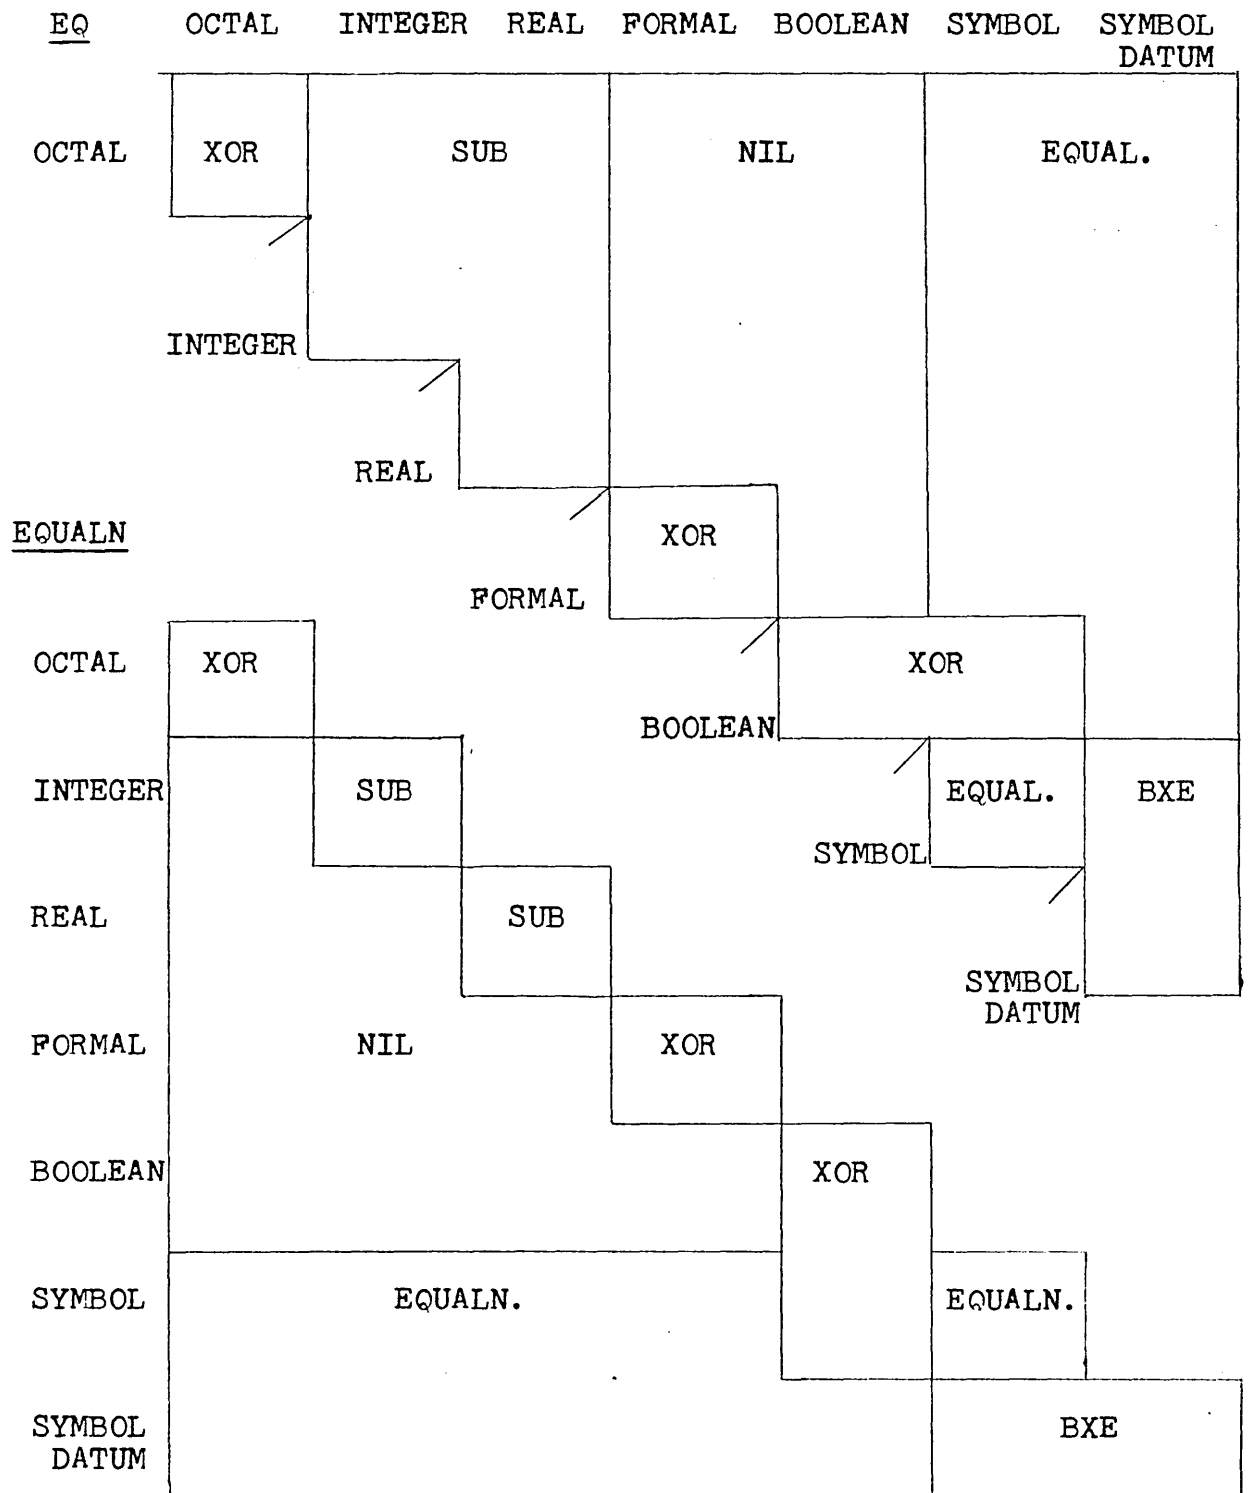 EQ OCTAL INTEGER REAL FORMAL BOOLEAN SYMBOL SYMBOL
DATUM
OCTAL XOR SUB NIL EQUAL.
INTEGER
REAL
EQUALN XOR
FORMAL
OCTAL XOR XOR
BOOLEAN
INTEGER SUB EQUAL. BXE
SYMBOL
REAL SUB
SYMBOL
DATUM
FORMAL NIL XOR
BOOLEAN XOR
SYMBOL EQUALN. EQUALN.
SYMBOL BXE
DATUM